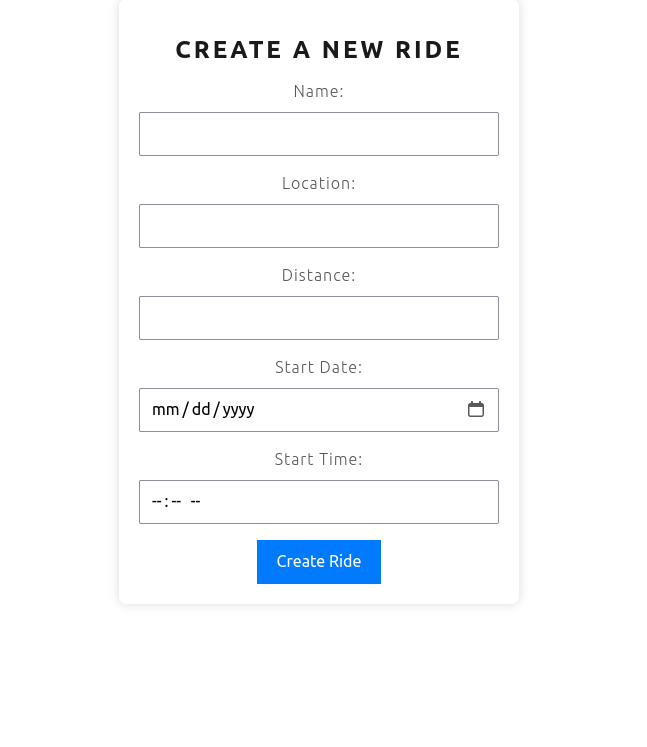 CREATE A NEW RIDE
Name:
Location:
Distance:
Start Date:
mm/dd/yyyy
Start Time:
--:-- --
Create Ride